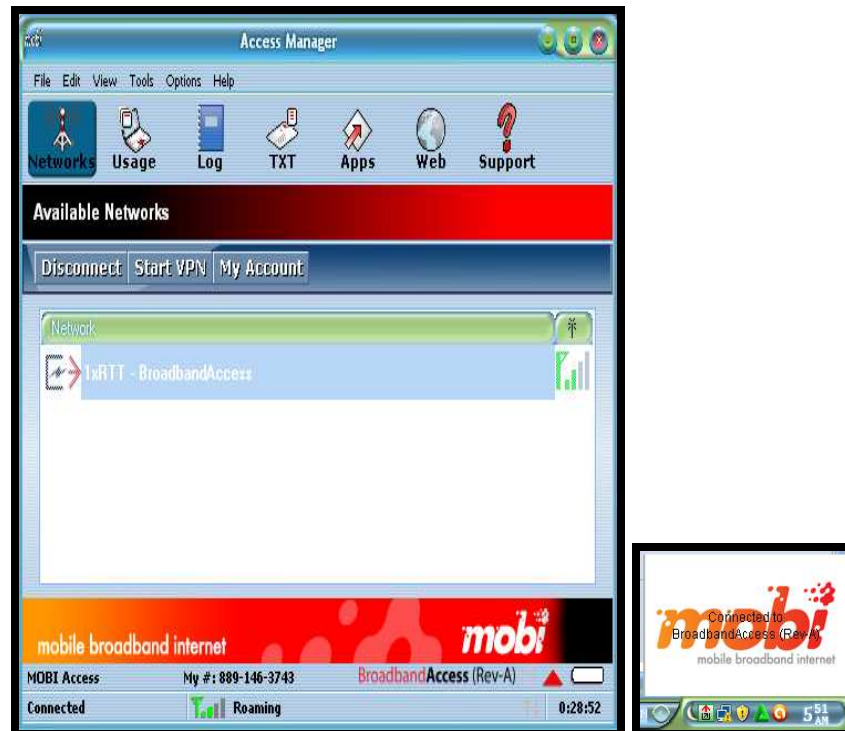 mobi
Access Manager
File Edit View Tools Options Help
Networks Usage Log TXT Apps Web Support
Available Networks
Disconnect Start VPN My Account
Network
1xRTT - BroadbandAccess
mobile broadband internet
mobi
MOBI Access My #: 889-146-3743 BroadbandAccess (Rev-A)
Connected Roaming 0:28:52
mobi
Connected to
BroadbandAccess (Rev-A)
mobile broadband internet
5 51 AM